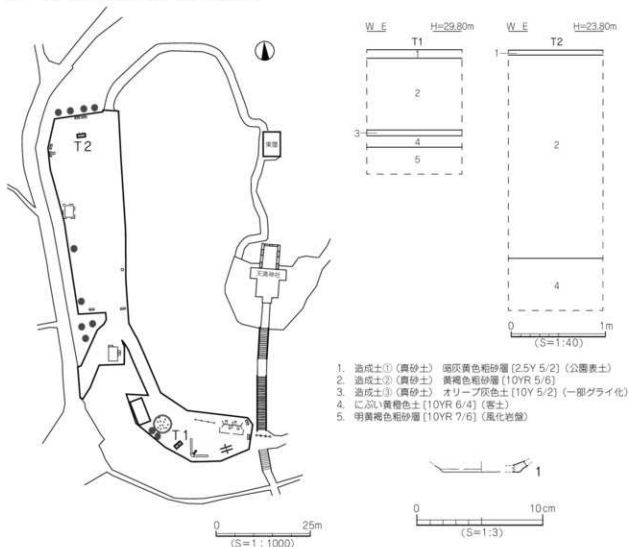 T2
東屋
天満神社
T1
0 25m
(S=1:1000)
W E H=29.80m
T1
1
2
3
4
5
W E H=23.80m
T2
1
2
4
0 1m
(S=1:40)
1. 造成土①(真砂土) 暗灰黄色粗砂層 [2.5Y 5/2] (公園表土)
2. 造成土②(真砂土) 黄褐色粗砂層 [10YR 5/6]
3. 造成土③(真砂土) オリーブ灰色土 [10Y 5/2] (一部グライ化)
4. にぶい黄橙色土 [10YR 6/4] (客土)
5. 明黄褐色粗砂層 [10YR 7/6] (風化岩盤)
1
0 10cm
(S=1:3)